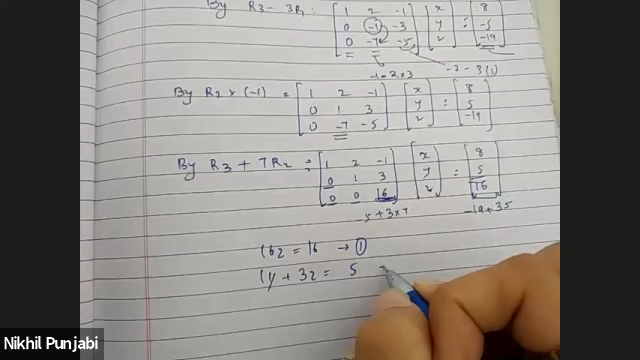 By R3 - 3R1: [1 2 -1 / 0 -1 -3 / 0 -7 -5] [x / y / z] = [8 / -5 / -19]
-1 - 2 × 3
-2 - 3(1)
By R2 × (-1) = [1 2 -1 / 0 1 3 / 0 -7 -5] [x / y / z] = [8 / 5 / -19]
By R3 + 7R2 = [1 2 -1 / 0 1 3 / 0 0 16] [x / y / z] = [8 / 5 / 16]
-5 + 3×7
-19 + 35
16z = 16 → ①
1y + 3z = 5
Nikhil Punjabi